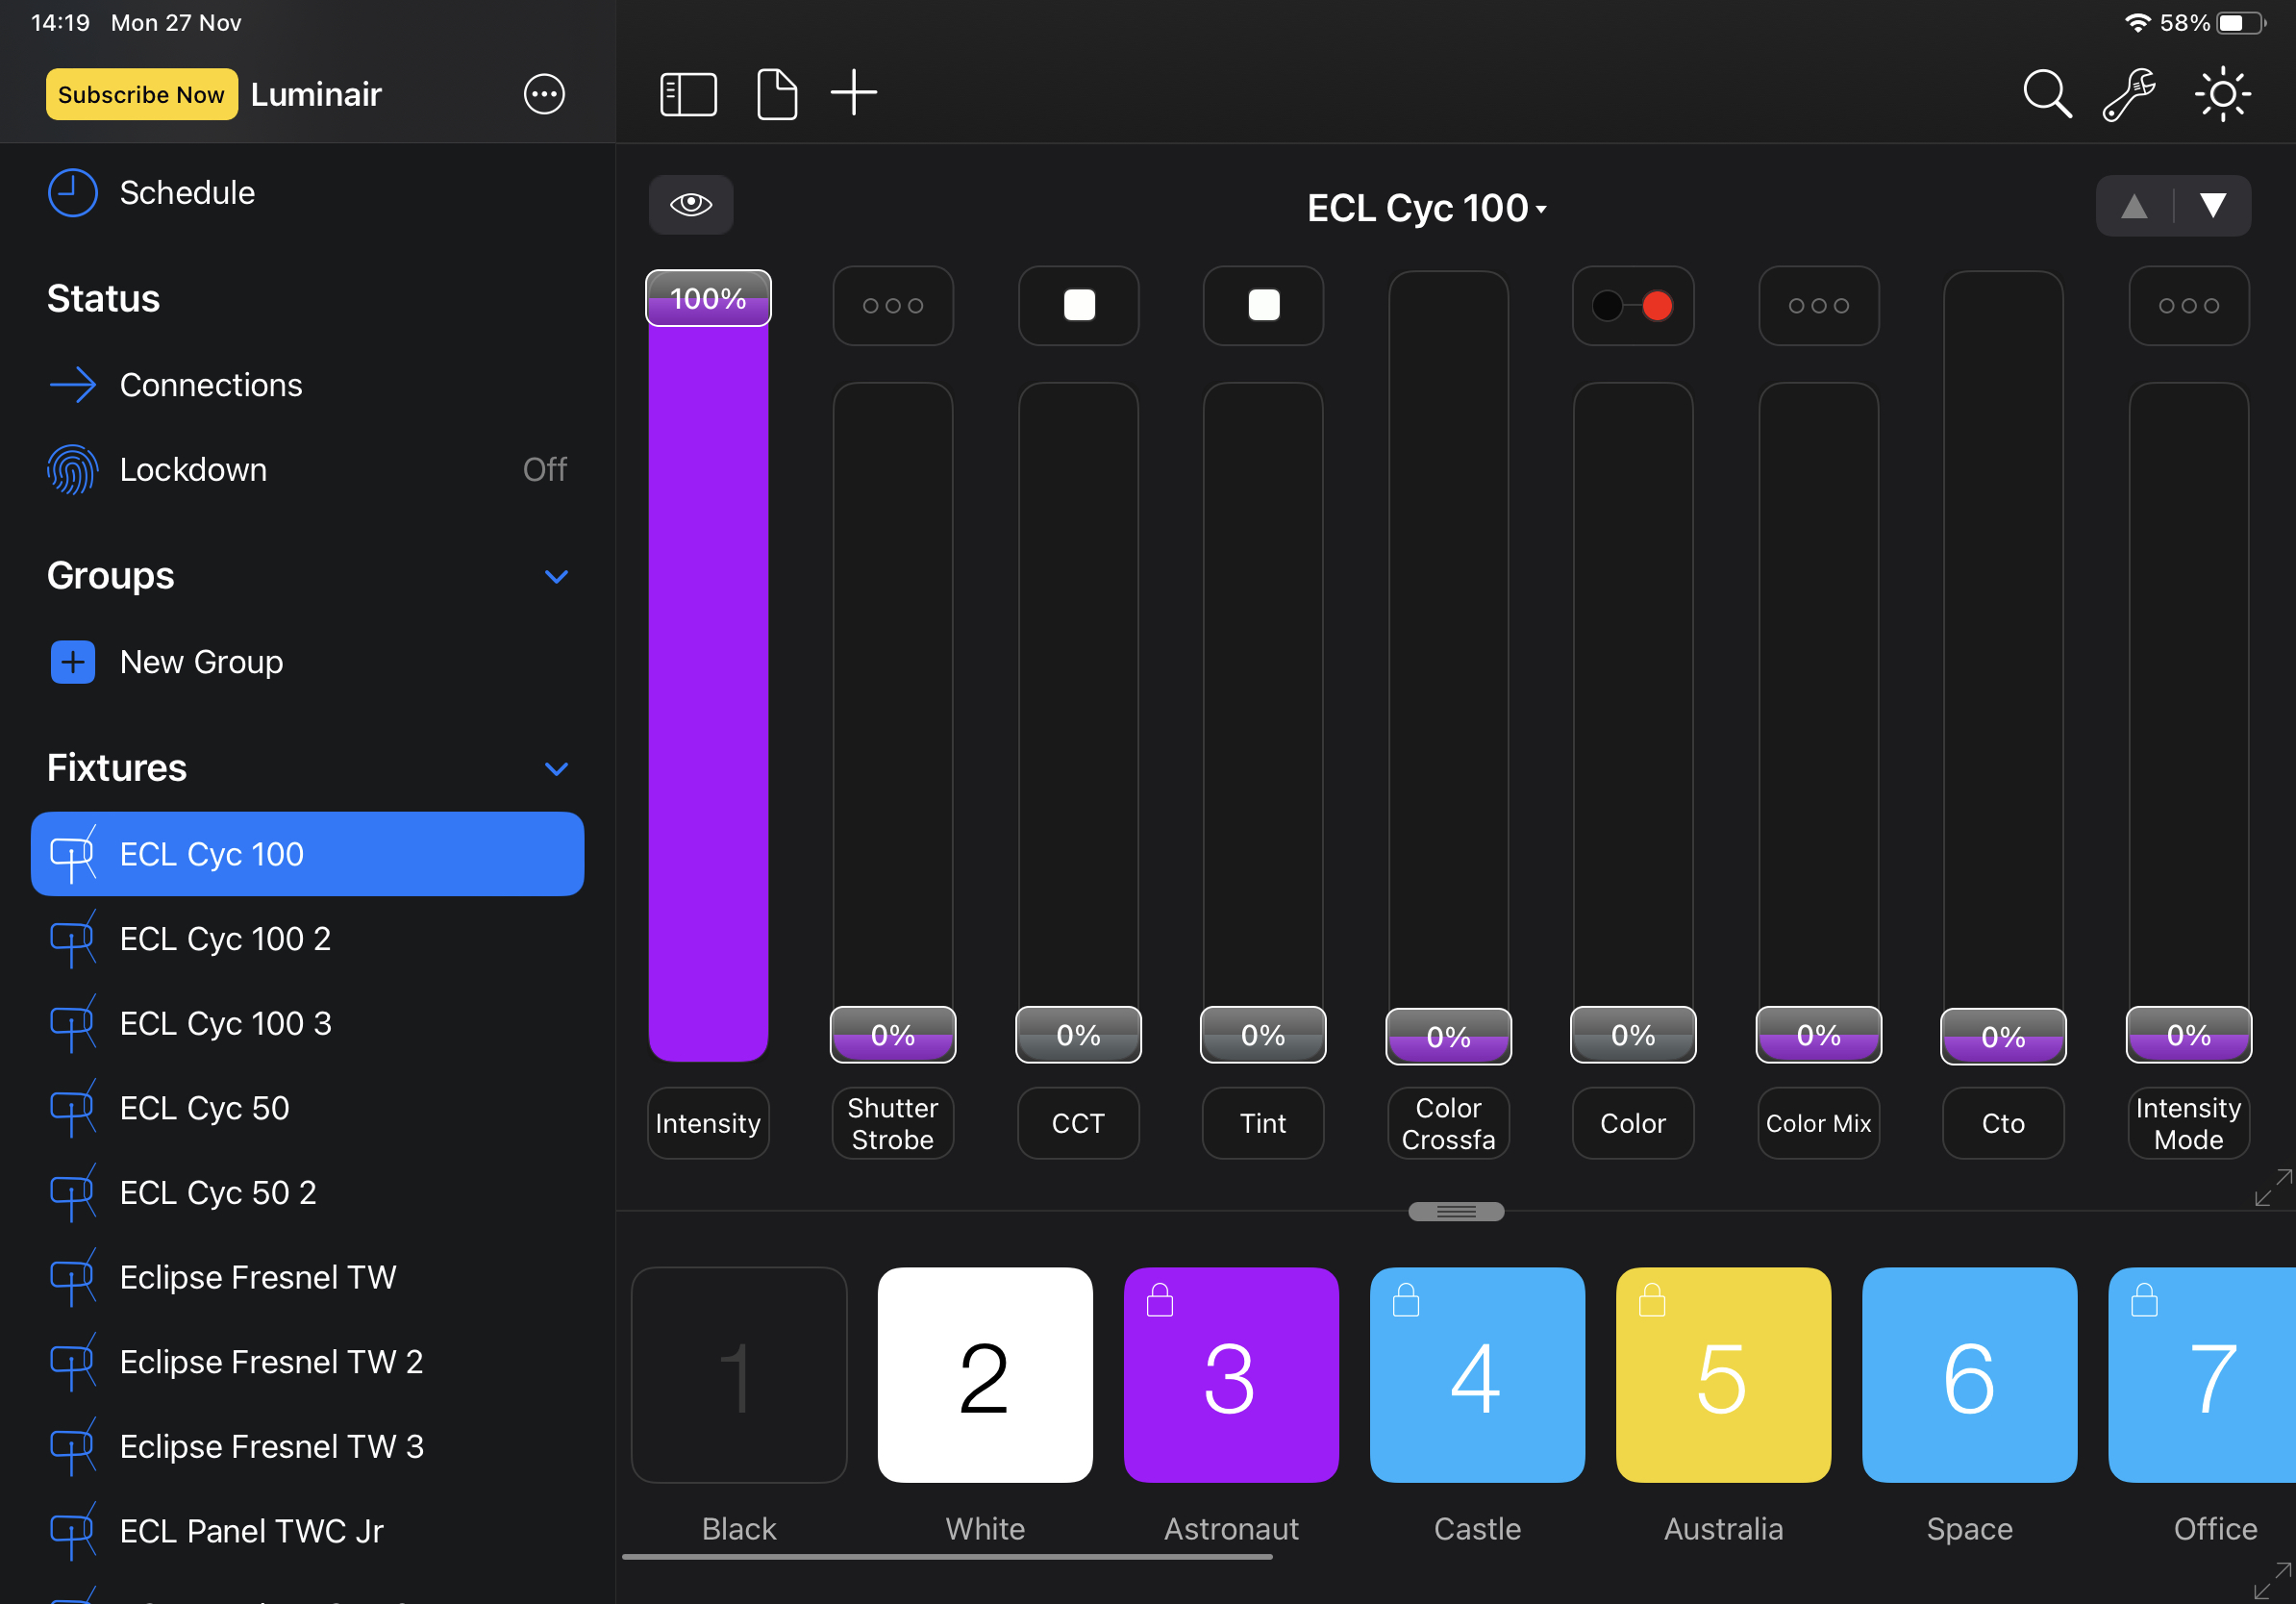 14:19 Mon 27 Nov
58%
Subscribe Now Luminair
Schedule
Status
Connections
Lockdown Off
Groups
New Group
Fixtures
ECL Cyc 100
ECL Cyc 100 2
ECL Cyc 100 3
ECL Cyc 50
ECL Cyc 50 2
Eclipse Fresnel TW
Eclipse Fresnel TW 2
Eclipse Fresnel TW 3
ECL Panel TWC Jr
ECL Cyc 100
100%
0% 0% 0% 0% 0% 0% 0% 0%
Intensity
Shutter
Strobe
CCT
Tint
Color
Crossfa
Color
Color Mix
Cto
Intensity
Mode
1 2 3 4 5 6 7
Black White Astronaut Castle Australia Space Office